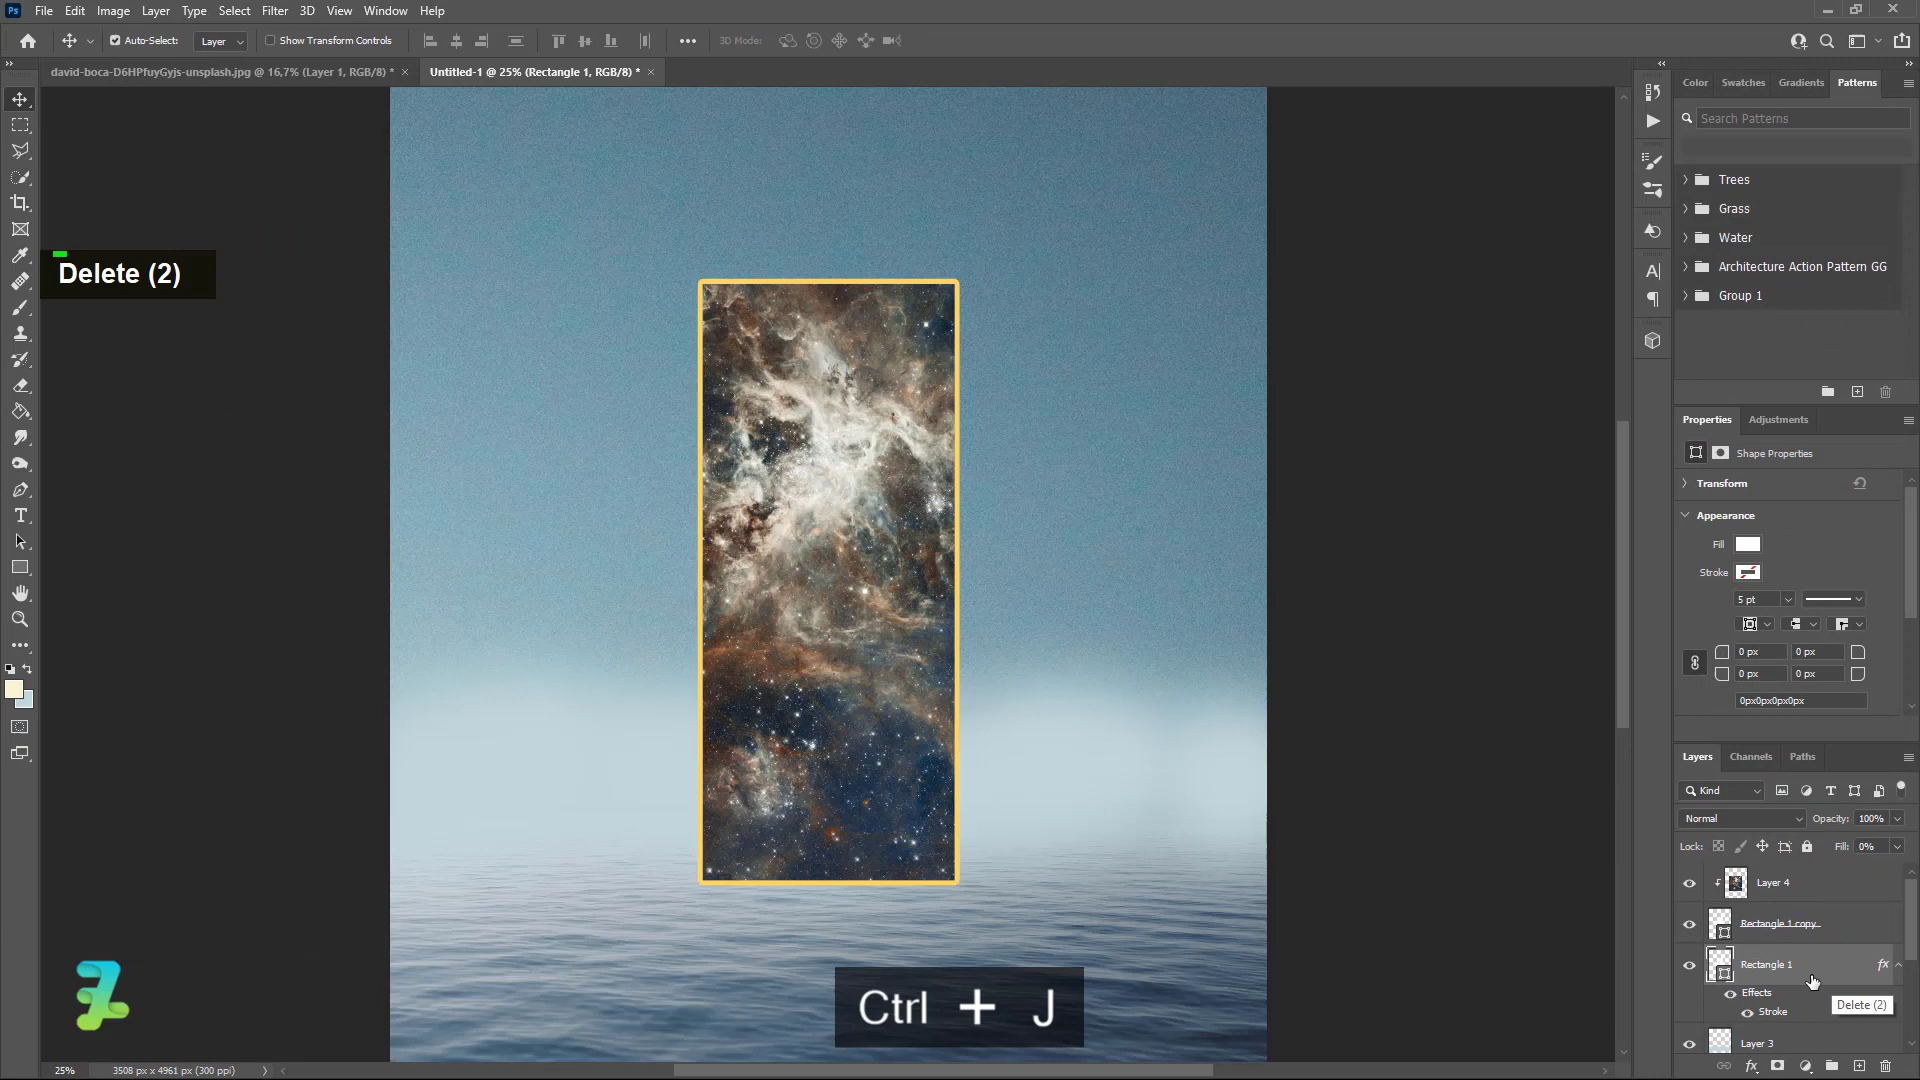 Ps File Edit Image Layer Type Select Filter 3D View Window Help
Auto-Select: Layer Show Transform Controls 3D Mode:
david-boca-D6HPfuyGyjs-unsplash.jpg @ 16,7% (Layer 1, RGB/8) * ×
Untitled-1 @ 25% (Rectangle 1, RGB/8) * ×
Color Swatches Gradients Patterns
Search Patterns
Trees
Grass
Water
Architecture Action Pattern GG
Group 1
Delete (2)
Properties Adjustments
Shape Properties
Transform
Appearance
Fill
Stroke
5 pt
0 px 0 px
0 px 0 px
0px0px0px0px
Layers Channels Paths
Kind
Normal Opacity: 100%
Lock: Fill: 0%
Layer 4
Rectangle 1 copy
Rectangle 1 fx
Effects
Delete (2)
Stroke
Layer 3
Ctrl + J
25% 3508 px x 4961 px (300 ppi)
fx